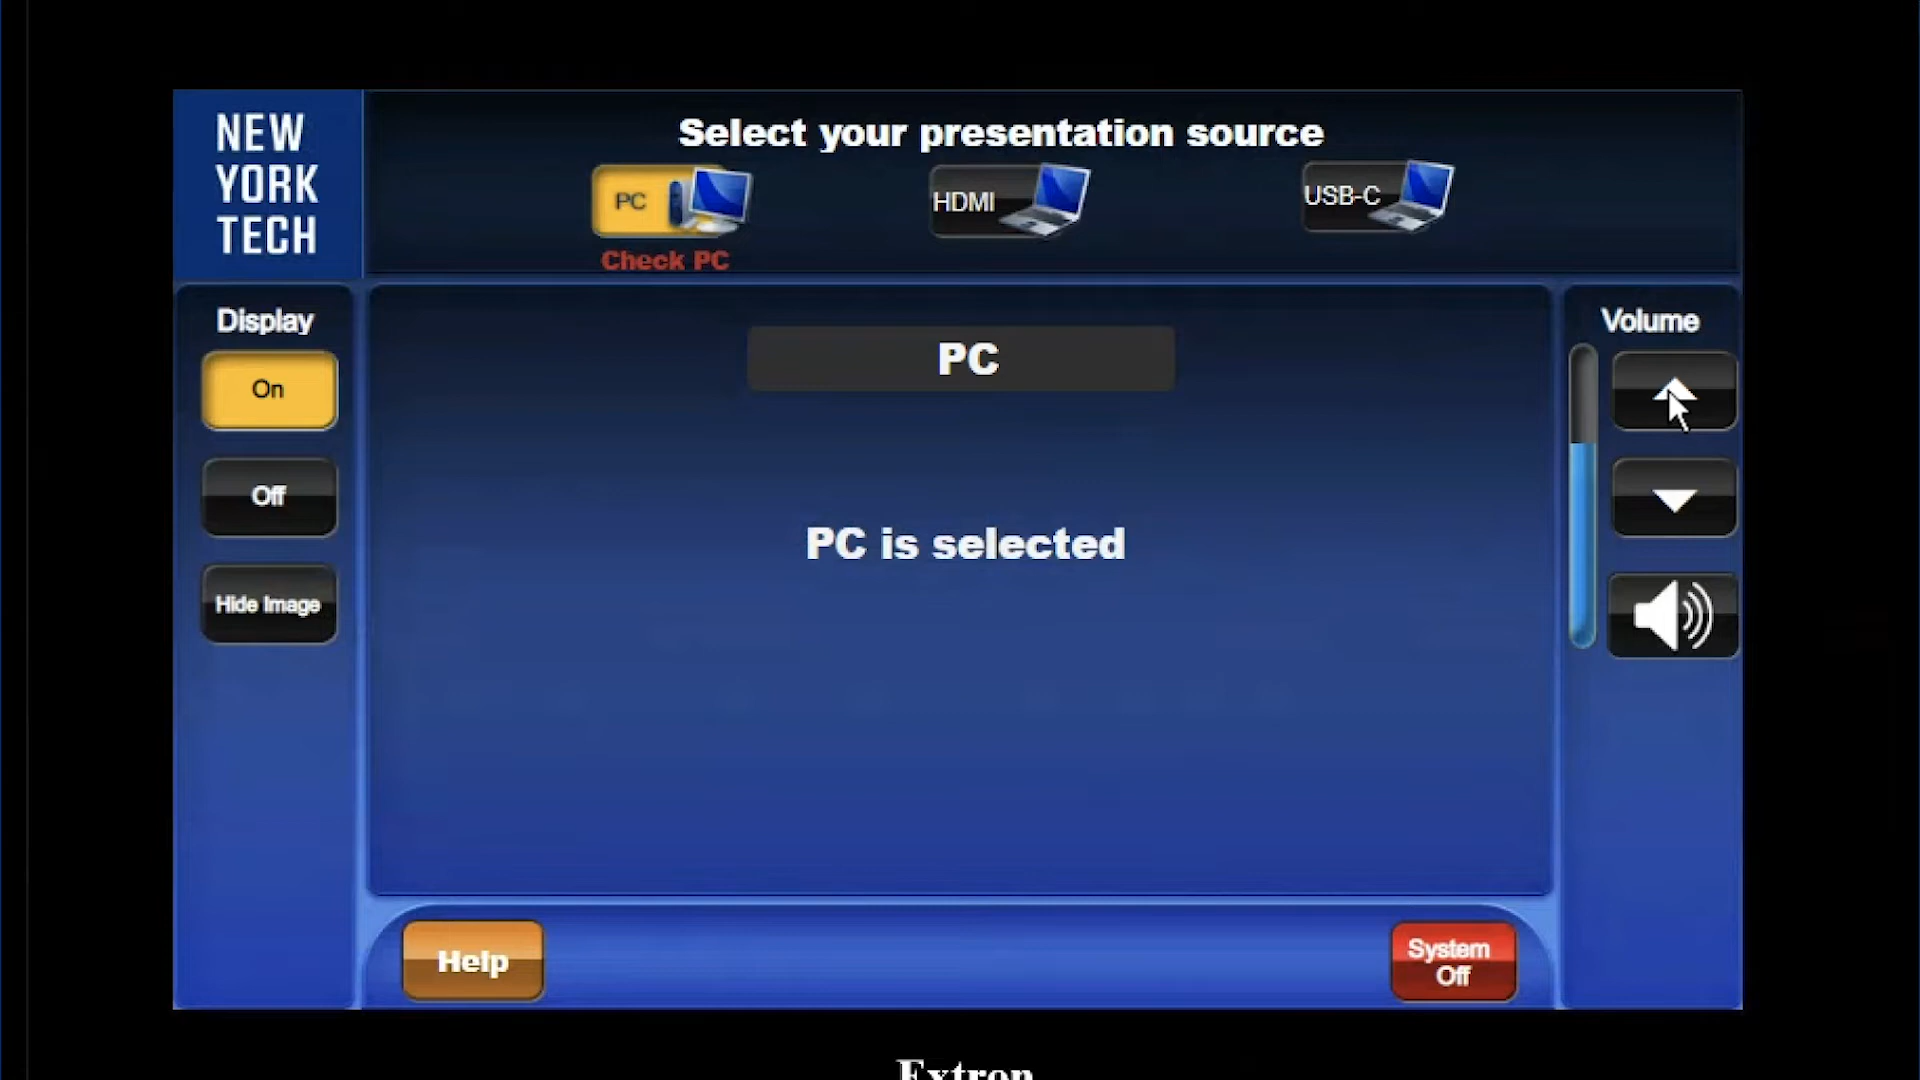 NEW
YORK
TECH
Select your presentation source
PC
HDMI
USB-C
Check PC
Display
On
Off
Hide Image
PC
PC is selected
Volume
Help
System
Off
Extron